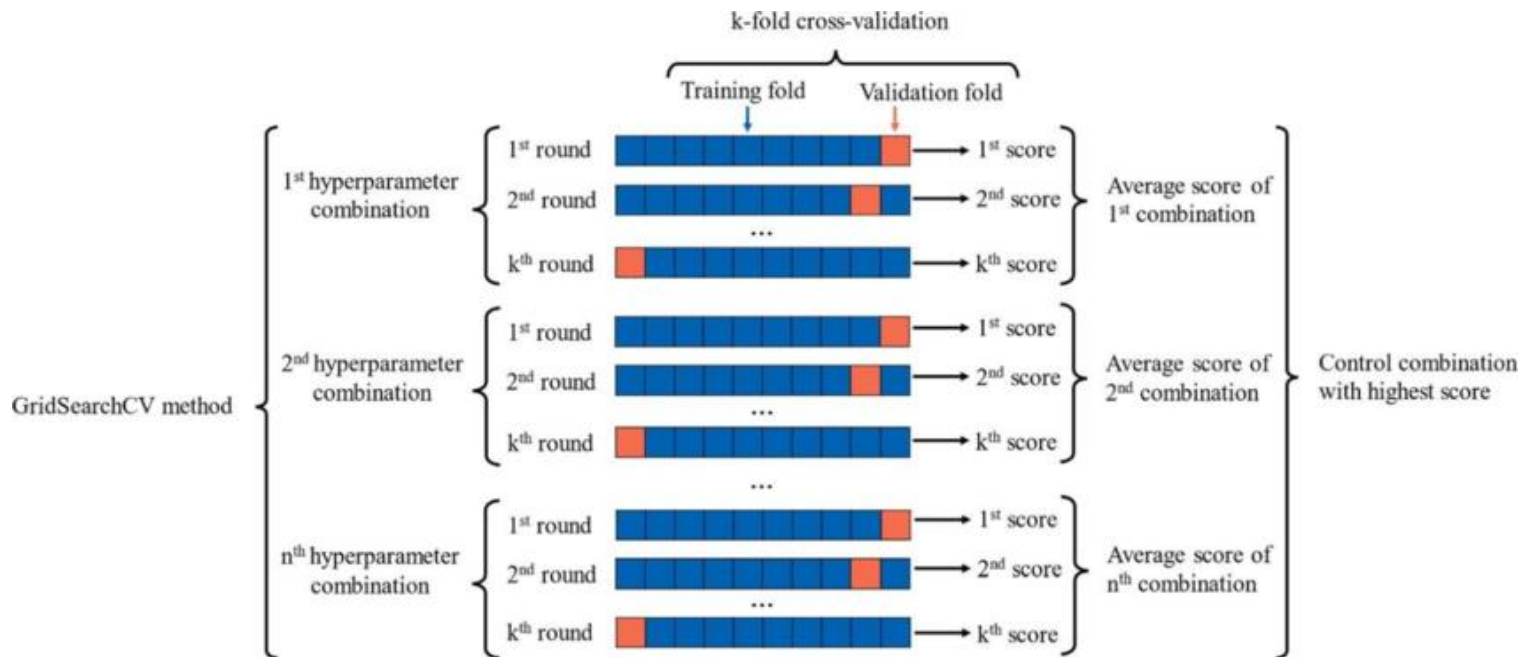 k-fold cross-validation
Training fold
Validation fold
GridSearchCV method
1st hyperparameter
combination
1st round
1st score
2nd round
2nd score
...
kth round
kth score
Average score of
1st combination
2nd hyperparameter
combination
1st round
1st score
2nd round
2nd score
...
kth round
kth score
Average score of
2nd combination
...
nth hyperparameter
combination
1st round
1st score
2nd round
2nd score
...
kth round
kth score
Average score of
nth combination
Control combination
with highest score